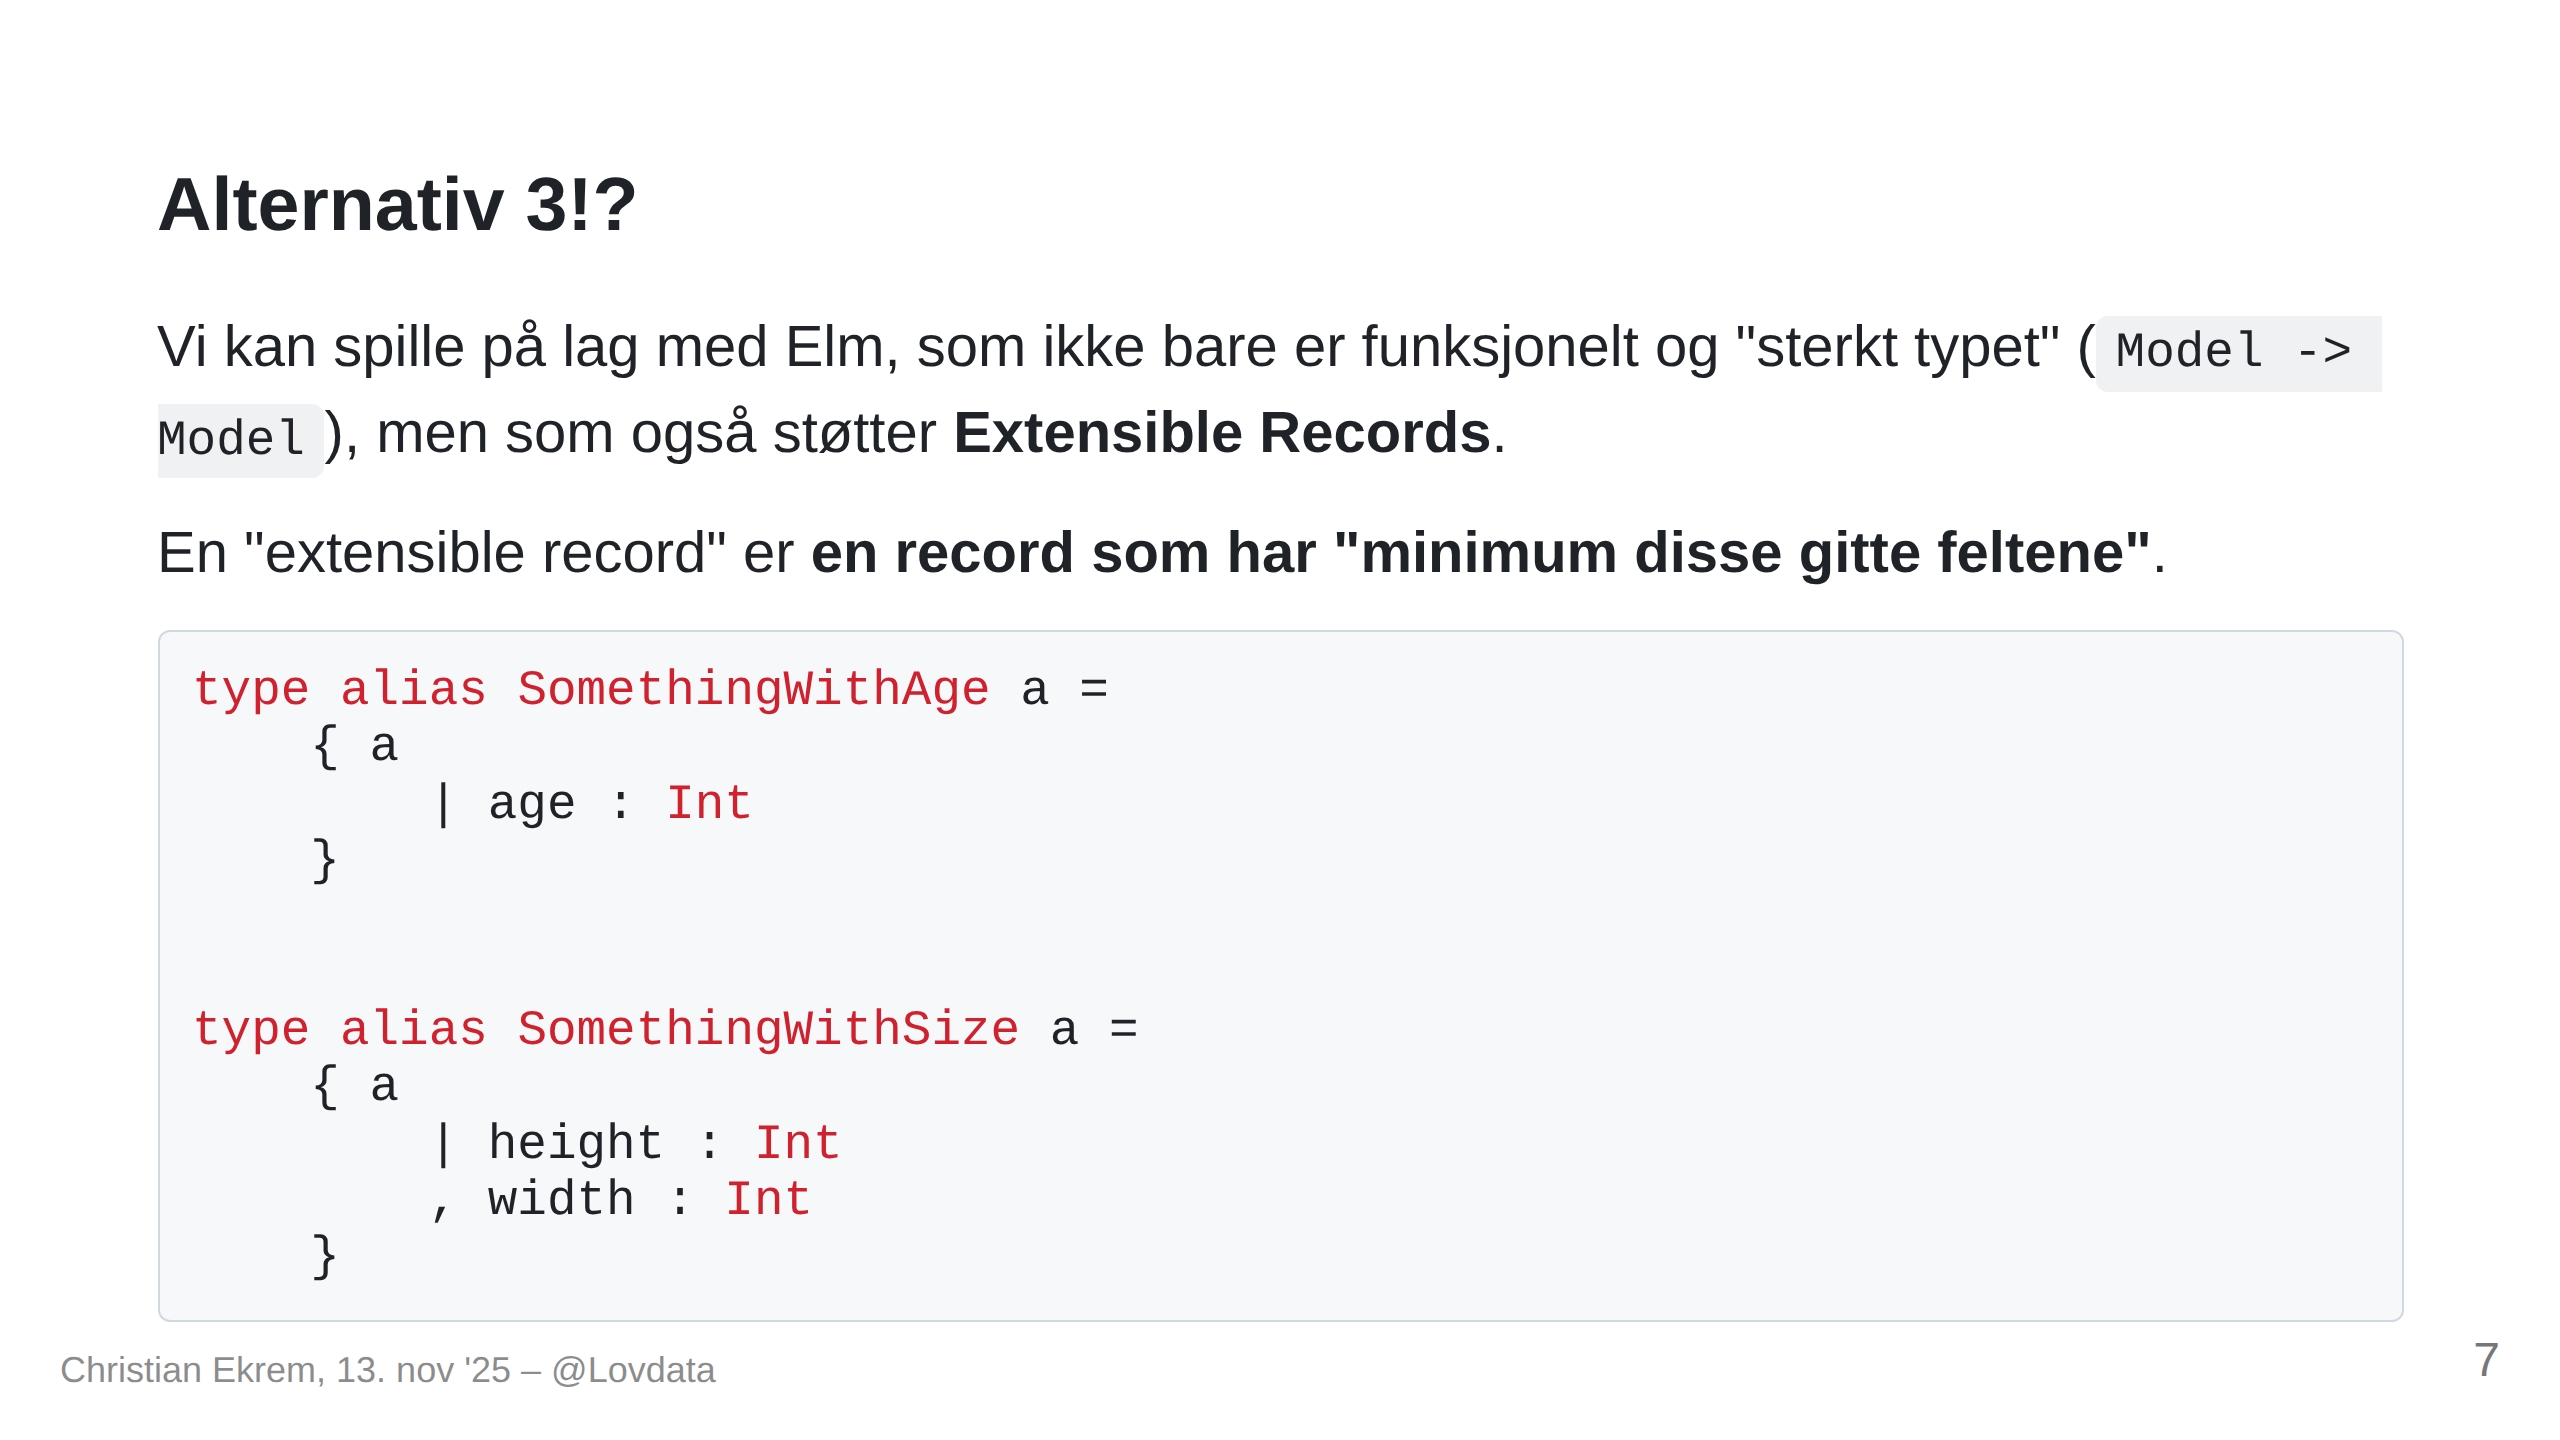 Alternativ 3!?
Vi kan spille på lag med Elm, som ikke bare er funksjonelt og "sterkt typet" ( Model ->
Model ), men som også støtter Extensible Records.
En "extensible record" er en record som har "minimum disse gitte feltene".
type alias SomethingWithAge a =
    { a
        | age : Int
    }
type alias SomethingWithSize a =
    { a
        | height : Int
        , width : Int
    }
Christian Ekrem, 13. nov '25 – @Lovdata
7